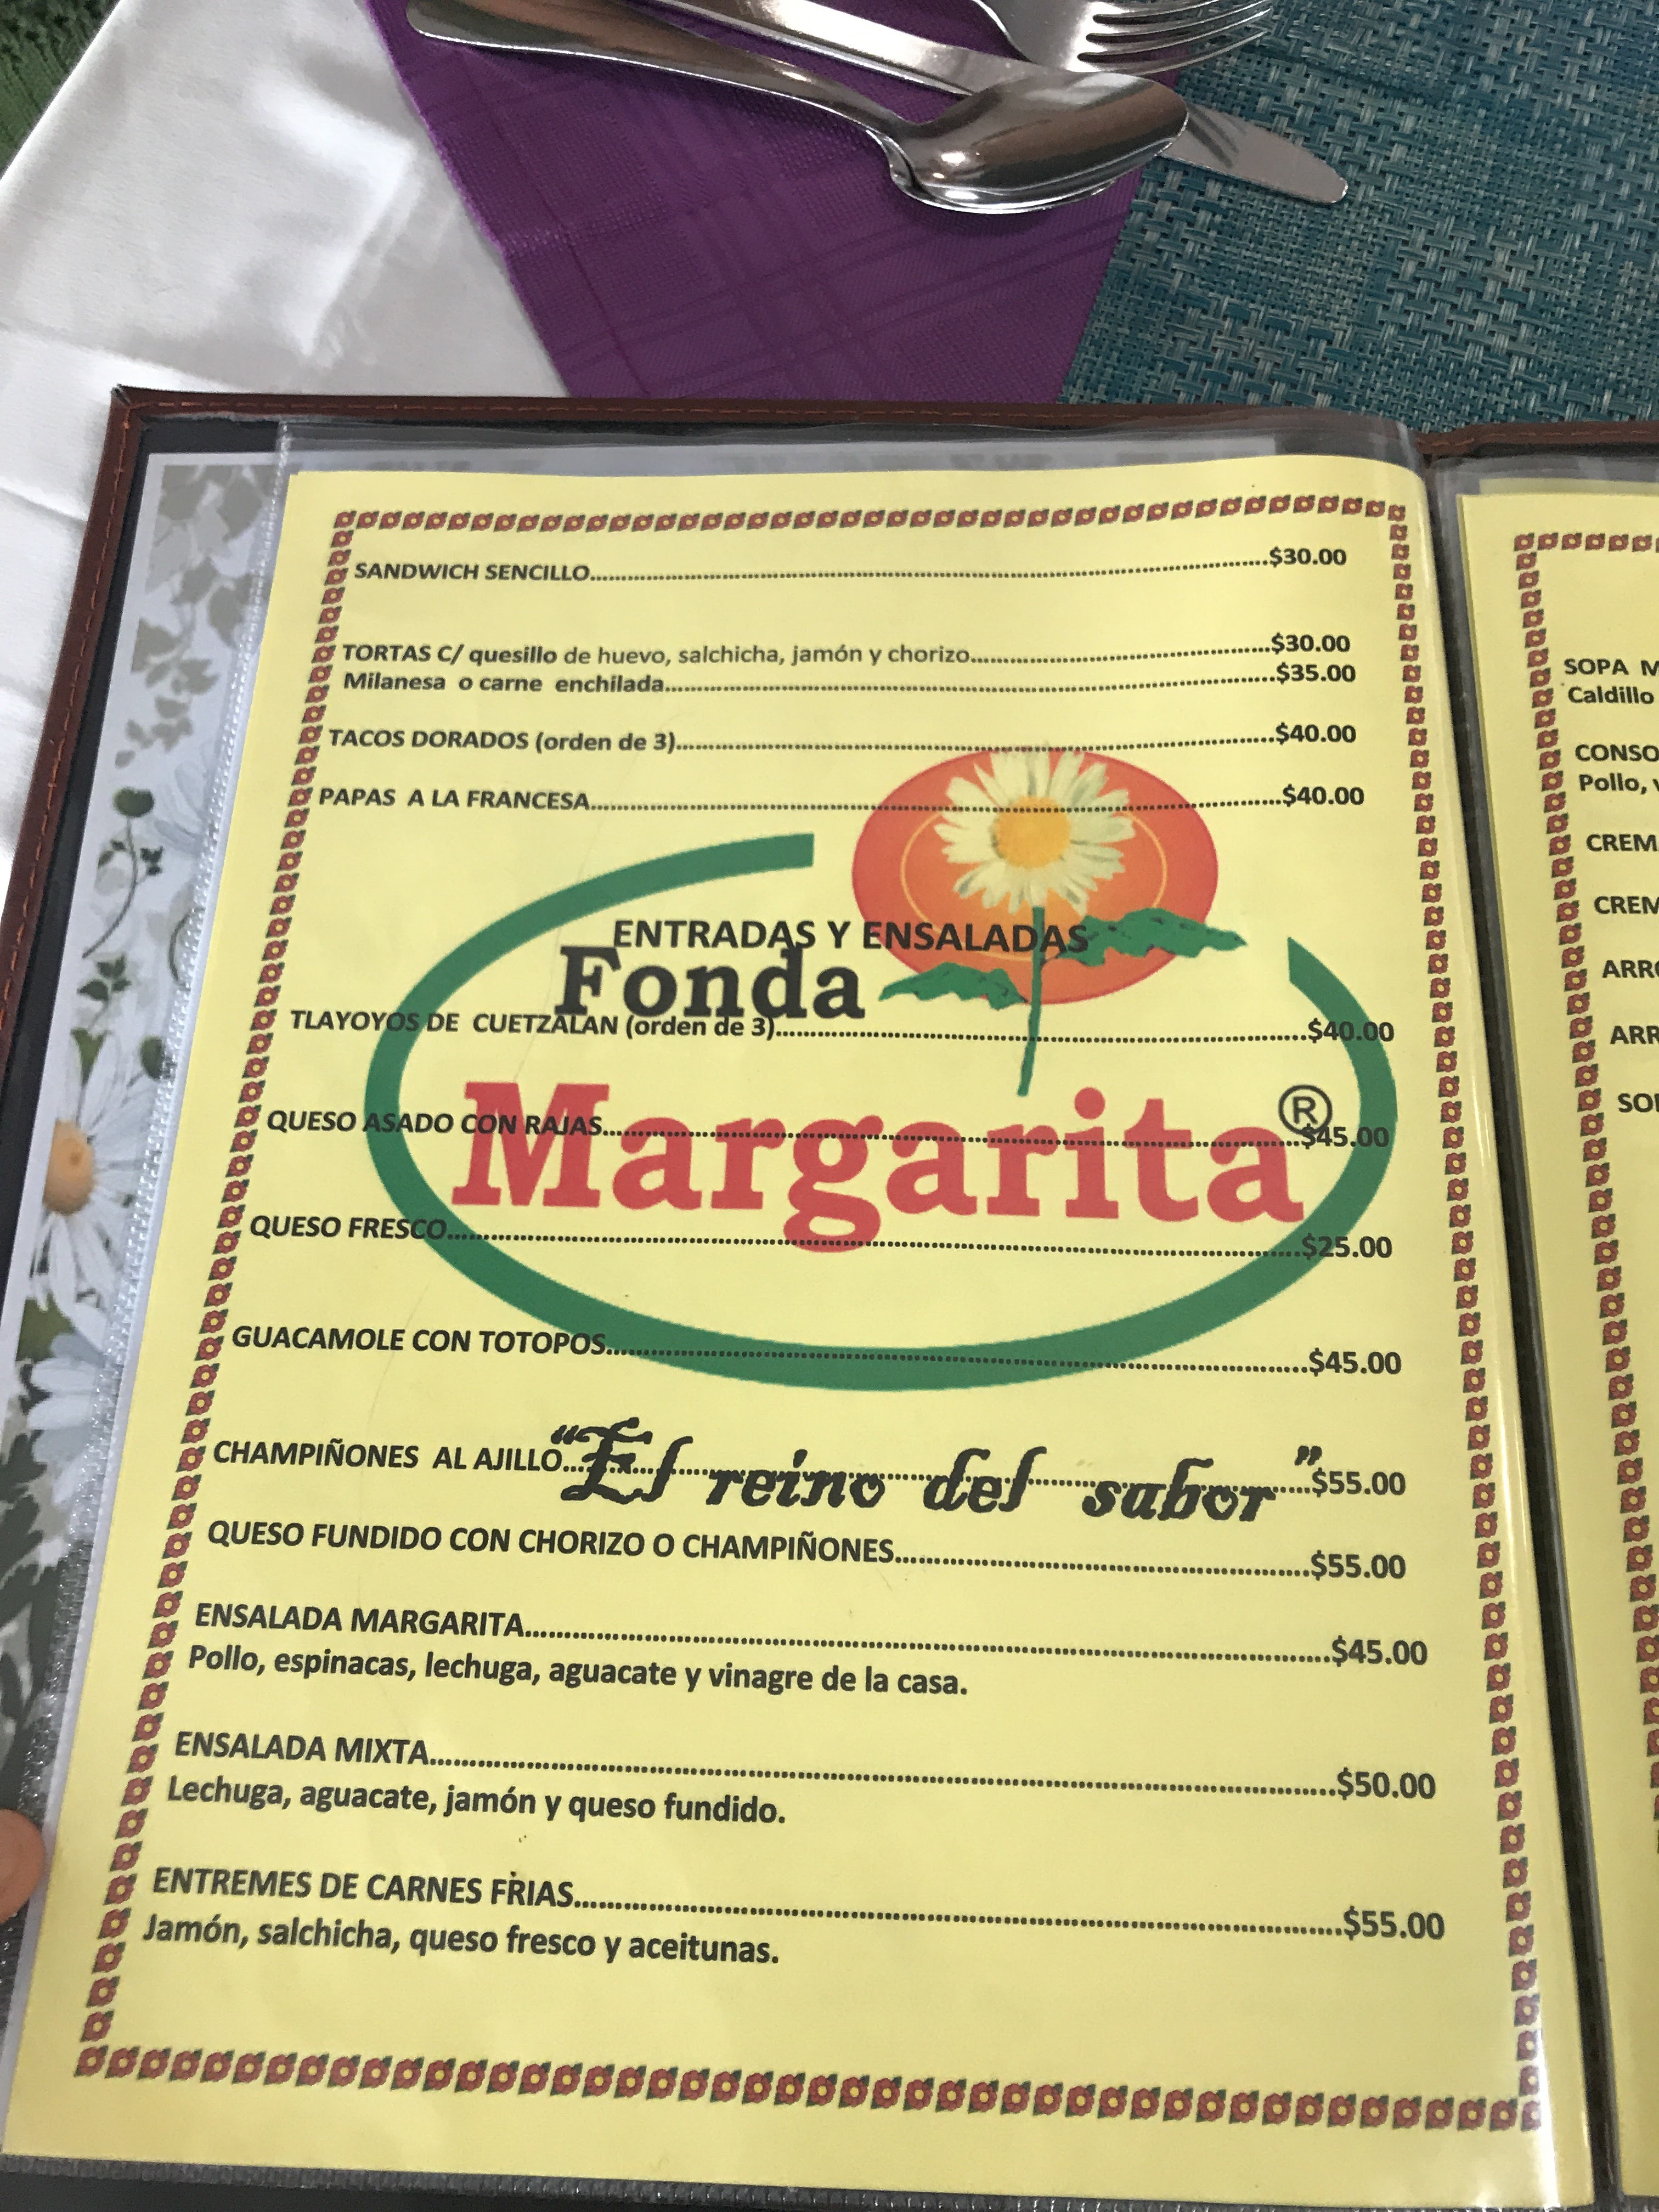 SANDWICH SENCILLO..........$30.00
TORTAS C/ quesillo de huevo, salchicha, jamón y chorizo..........$30.00
Milanesa o carne enchilada..........$35.00
TACOS DORADOS (orden de 3)..........$40.00
PAPAS A LA FRANCESA..........$40.00
ENTRADAS Y ENSALADAS
Fonda
TLAYOYOS DE CUETZALAN (orden de 3)..........$40.00
Margarita®
QUESO ASADO CON RAJAS..........$45.00
QUESO FRESCO..........$25.00
GUACAMOLE CON TOTOPOS..........$45.00
CHAMPIÑONES AL AJILLO..........$55.00
"El reino del sabor"
QUESO FUNDIDO CON CHORIZO O CHAMPIÑONES..........$55.00
ENSALADA MARGARITA..........$45.00
Pollo, espinacas, lechuga, aguacate y vinagre de la casa.
ENSALADA MIXTA..........$50.00
Lechuga, aguacate, jamón y queso fundido.
ENTREMES DE CARNES FRIAS..........$55.00
Jamón, salchicha, queso fresco y aceitunas.
SOPA
Caldillo
Pollo,